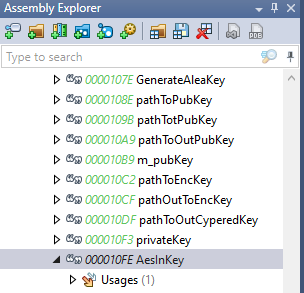 Assembly Explorer
Type to search
0000107E GenerateAleaKey
0000108E pathToPubKey
0000109B pathTotPubKey
000010A9 pathToOutPubKey
000010B9 m_pubKey
000010C2 pathToEncKey
000010CF pathOutToEncKey
000010DF pathToOutCyperedKey
000010F3 privateKey
000010FE AesInKey
Usages (1)